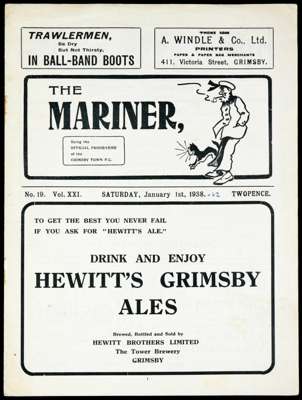 TRAWLERMEN,
Be Dry
But Not Thirsty,
IN BALL-BAND BOOTS
A. WINDLE & Co., Ltd.
PRINTERS
PAPER & PAPER BAG MERCHANTS
411, Victoria Street, GRIMSBY.
THE
MARINER,
Being the
OFFICIAL PROGRAMME
of the
GRIMSBY TOWN F.C.
No. 19. Vol. XXI. SATURDAY, January 1st, 1938. TWOPENCE.
TO GET THE BEST YOU NEVER FAIL
IF YOU ASK FOR "HEWITT'S ALE."
DRINK AND ENJOY
HEWITT'S GRIMSBY
ALES
Brewed, Bottled and Sold by
HEWITT BROTHERS LIMITED
The Tower Brewery
GRIMSBY